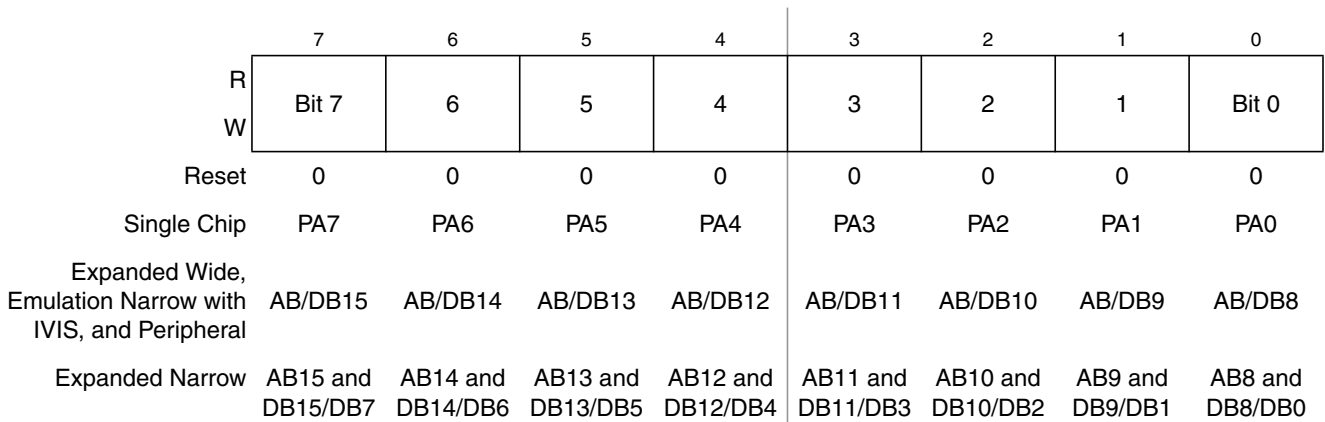 7 6 5 4 3 2 1 0
R
Bit 7 6 5 4 3 2 1 Bit 0
W
Reset 0 0 0 0 0 0 0 0
Single Chip PA7 PA6 PA5 PA4 PA3 PA2 PA1 PA0
Expanded Wide,
Emulation Narrow with AB/DB15 AB/DB14 AB/DB13 AB/DB12 AB/DB11 AB/DB10 AB/DB9 AB/DB8
IVIS, and Peripheral
Expanded Narrow AB15 and AB14 and AB13 and AB12 and AB11 and AB10 and AB9 and AB8 and
DB15/DB7 DB14/DB6 DB13/DB5 DB12/DB4 DB11/DB3 DB10/DB2 DB9/DB1 DB8/DB0